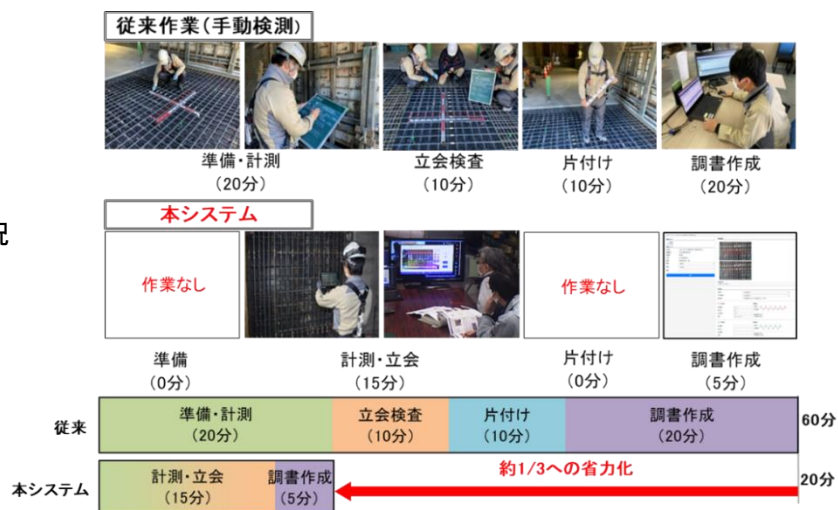 従来作業(手動検測)
準備・計測
(20分)
立会検査
(10分)
片付け
(10分)
調書作成
(20分)
本システム
況
作業なし
作業なし
準備
(0分)
計測・立会
(15分)
片付け
(0分)
調書作成
(5分)
従来
準備・計測
(20分)
立会検査
(10分)
片付け
(10分)
調書作成
(20分)
60分
本システム
計測・立会
(15分)
調書作成
(5分)
約1/3への省力化
20分